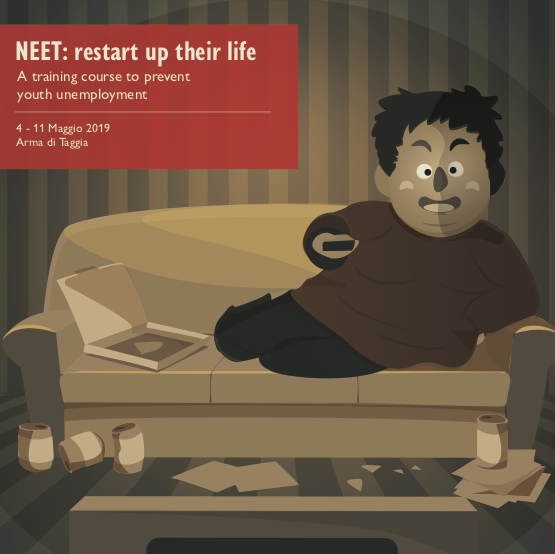 NEET: restart up their life
A training course to prevent
youth unemployment
4 - 11 Maggio 2019
Arma di Taggia